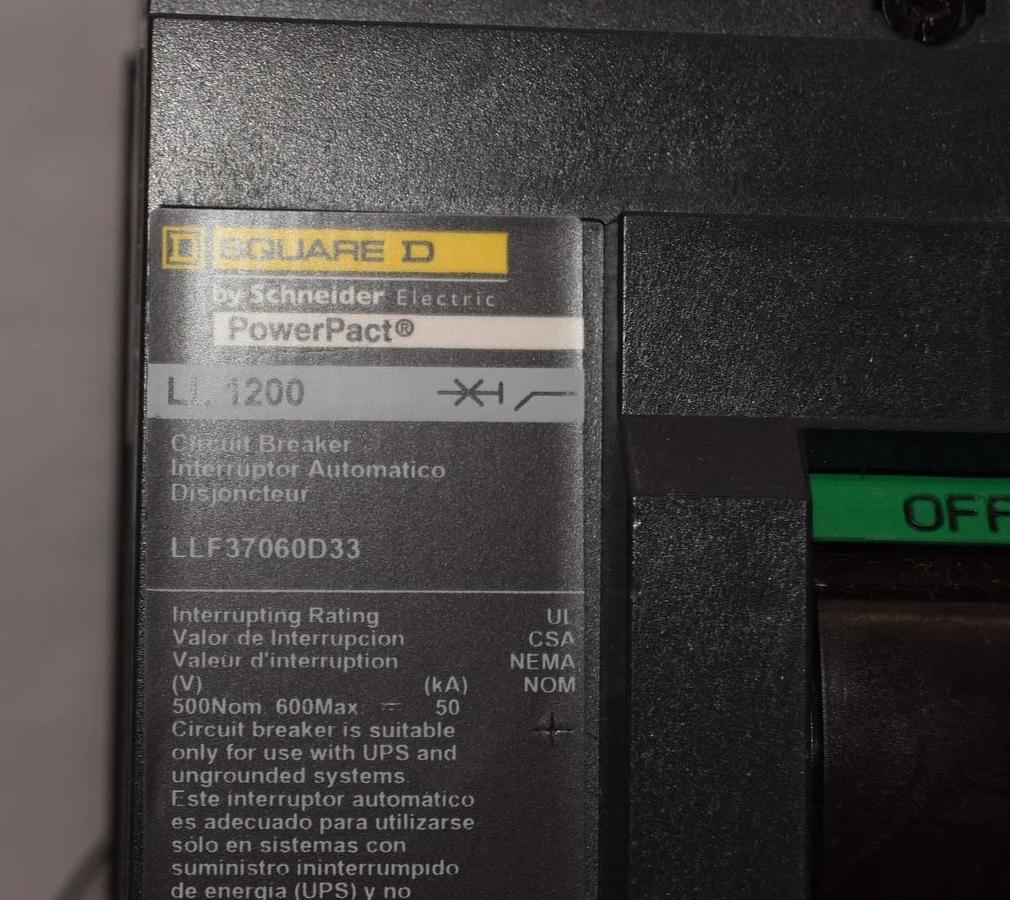 SQUARE D
by Schneider Electric
PowerPact®
LL 1200
Circuit Breaker
Interruptor Automático
Disjoncteur
LLF37060D33
Interrupting Rating UL
Valor de Interrupcion CSA
Valeur d'interruption NEMA
(V) (kA) NOM
500Nom 600Max ⎓ 50
Circuit breaker is suitable
only for use with UPS and
ungrounded systems.
Este interruptor automático
es adecuado para utilizarse
sólo en sistemas con
suministro ininterrumpido
de energía (UPS) y no
OFF